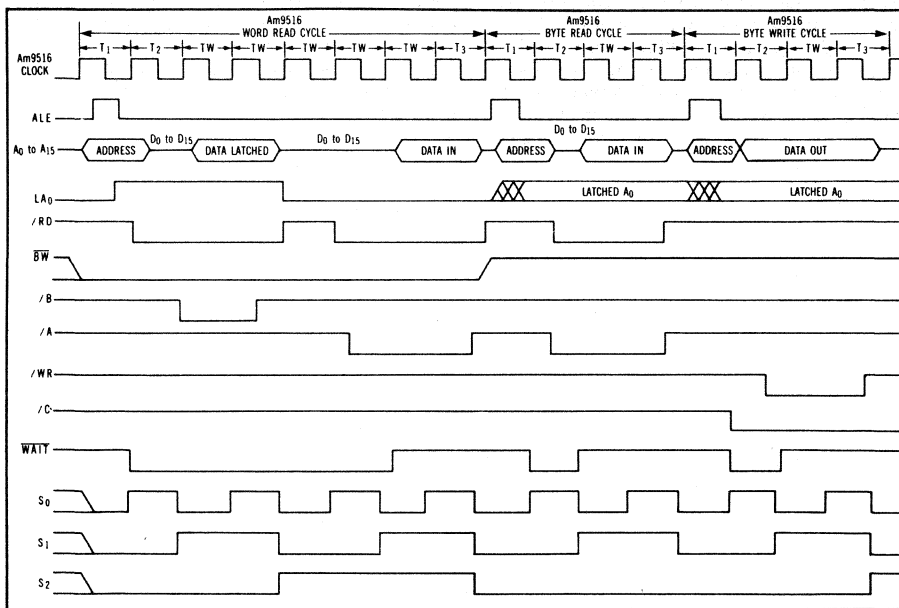 Am9516 Am9516 Am9516
WORD READ CYCLE BYTE READ CYCLE BYTE WRITE CYCLE
T1 T2 TW TW TW TW TW T3 T1 T2 TW T3 T1 T2 TW T3
Am9516
CLOCK
ALE
D0 to D15 D0 to D15 D0 to D15
A0 to A15 ADDRESS DATA LATCHED DATA IN ADDRESS DATA IN ADDRESS DATA OUT
LA0 LATCHED A0 LATCHED A0
/RD
BW
/B
/A
/WR
/C
WAIT
S0
S1
S2